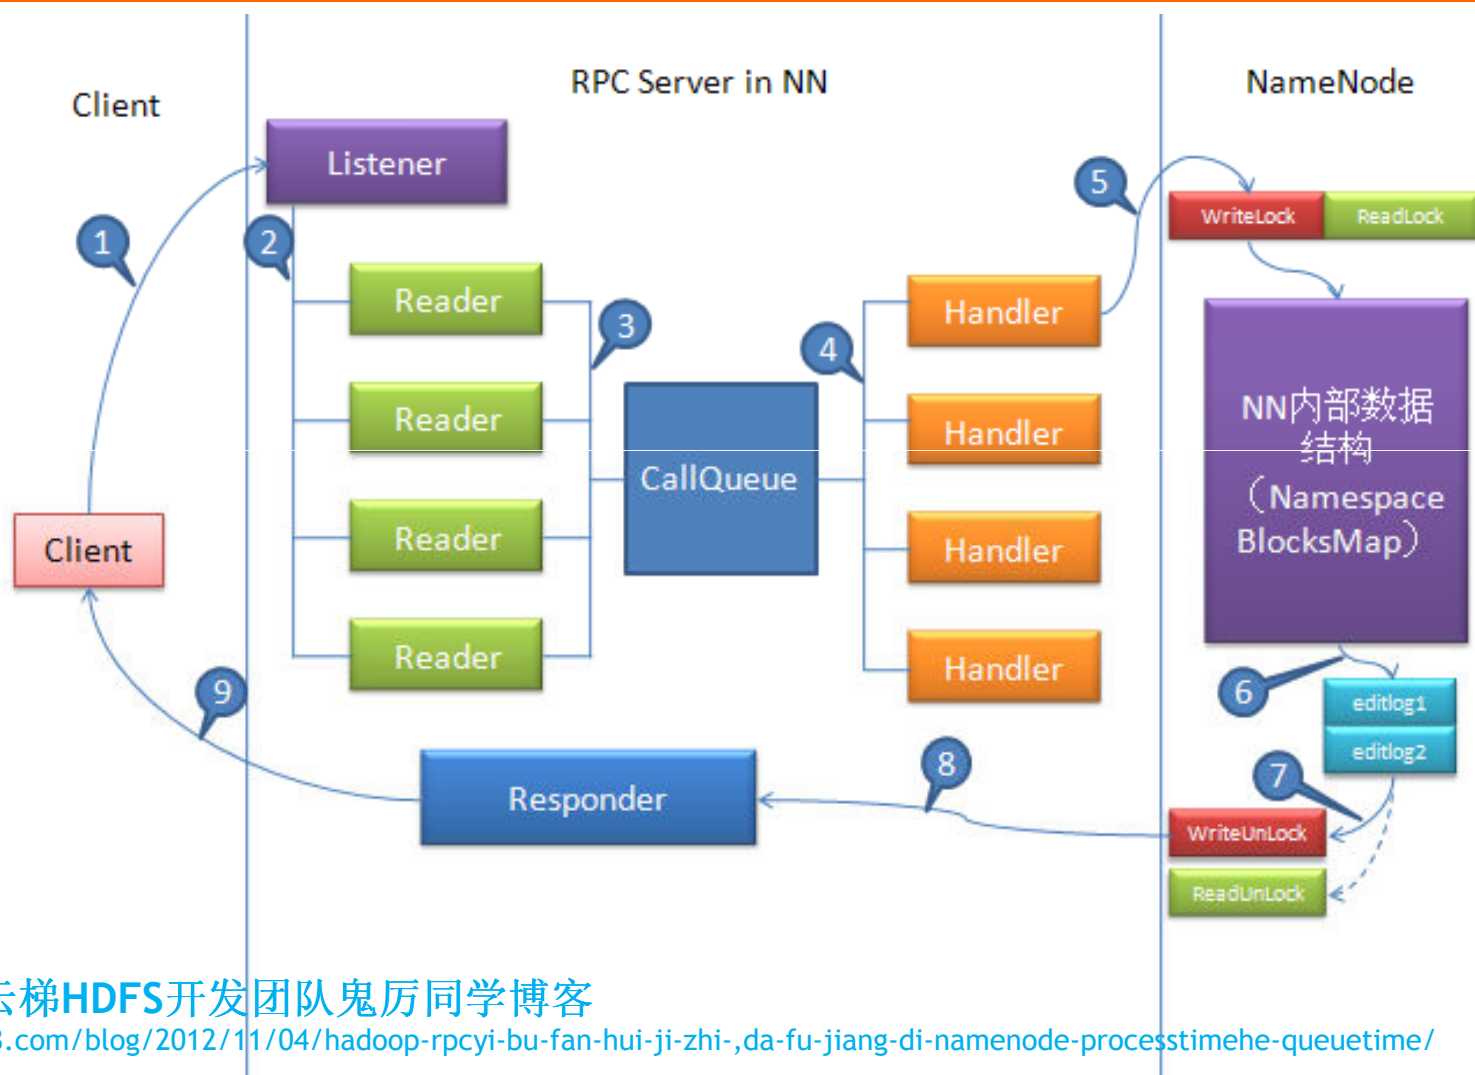 Client
RPC Server in NN
NameNode
Listener
1
2
3
4
5
WriteLock
ReadLock
Reader
Reader
Reader
Reader
CallQueue
Handler
Handler
Handler
Handler
NN内部数据
结构
（Namespace
BlocksMap）
Client
6
editlog1
editlog2
7
8
9
Responder
WriteUnLock
ReadUnLock
云梯HDFS开发团队鬼厉同学博客
.com/blog/2012/11/04/hadoop-rpcyi-bu-fan-hui-ji-zhi-,da-fu-jiang-di-namenode-processtimehe-queuetime/